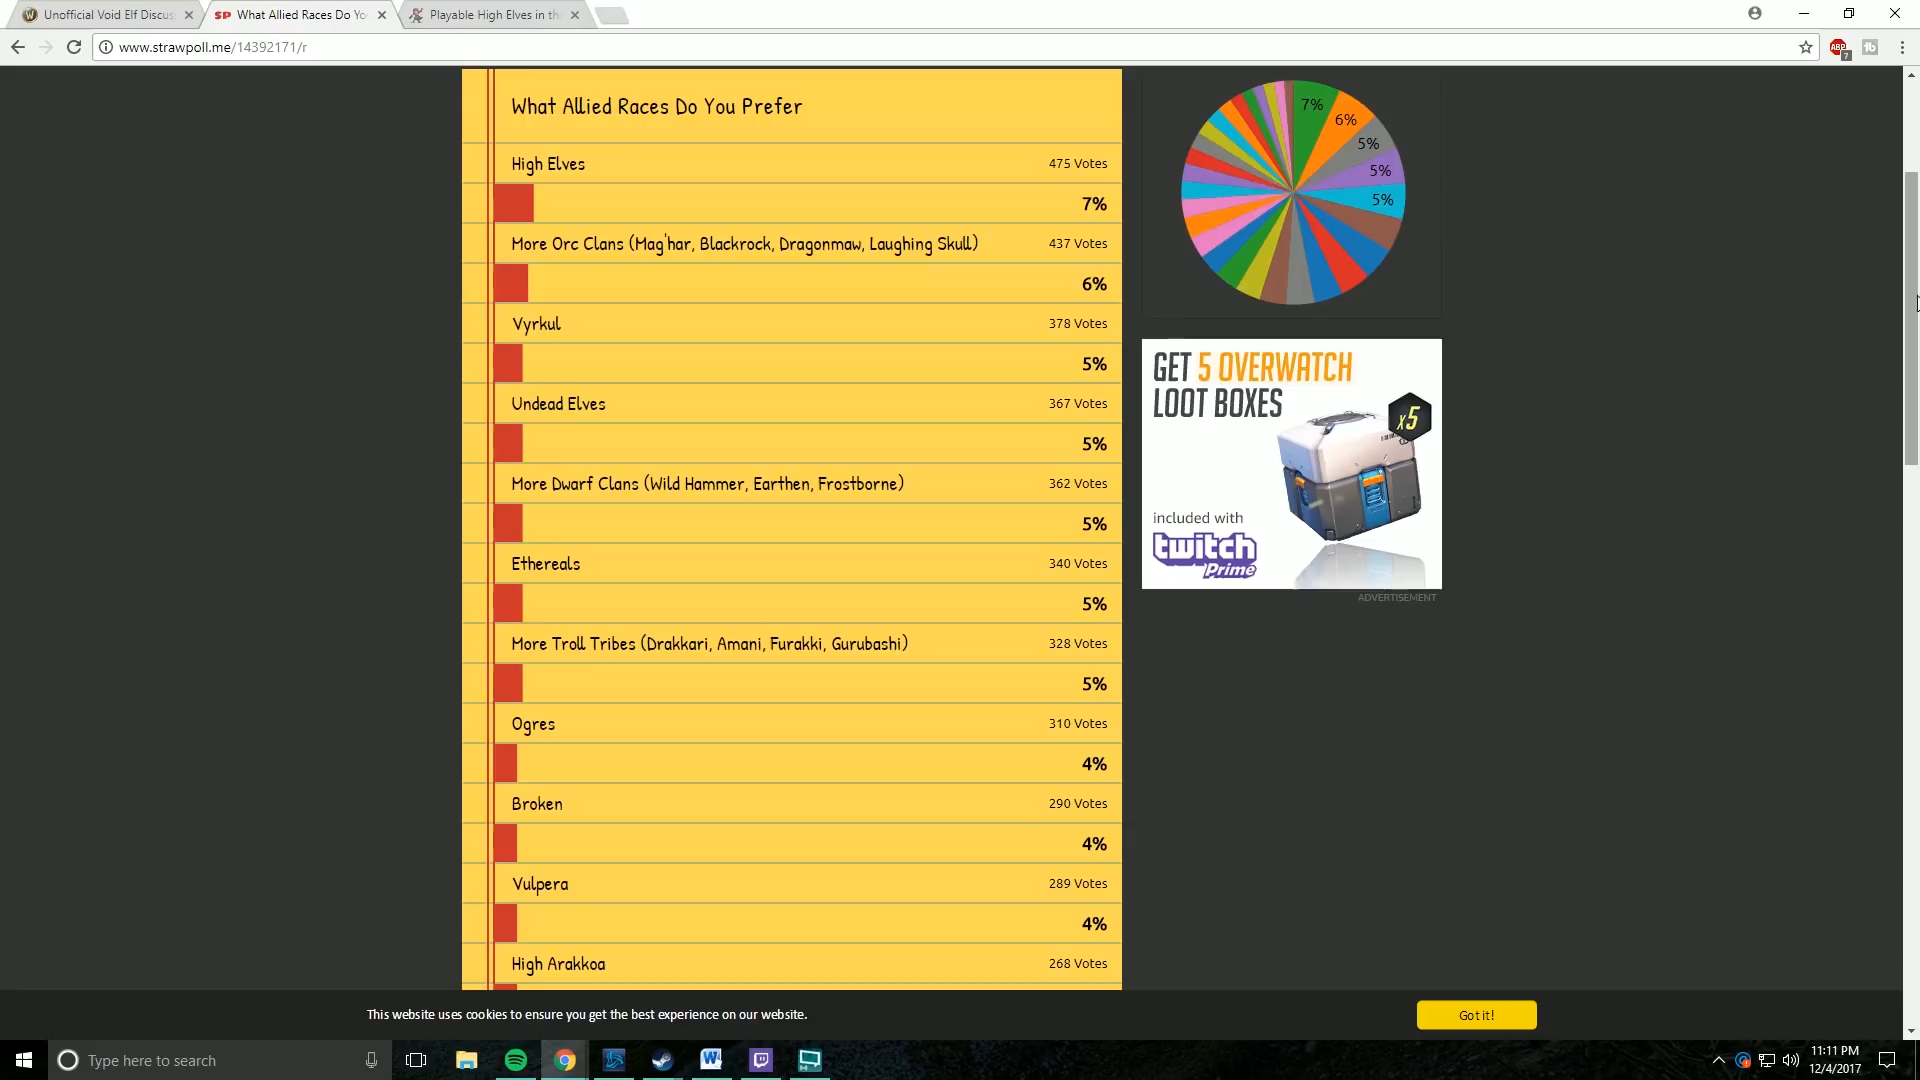 Unofficial Void Elf Discus
What Allied Races Do Yo
Playable High Elves in th
www.strawpoll.me/14392171/r
ABP
7
tb
What Allied Races Do You Prefer
High Elves
475 Votes
7%
More Orc Clans (Mag'har, Blackrock, Dragonmaw, Laughing Skull)
437 Votes
6%
Vyrkul
378 Votes
5%
Undead Elves
367 Votes
5%
More Dwarf Clans (Wild Hammer, Earthen, Frostborne)
362 Votes
5%
Ethereals
340 Votes
5%
More Troll Tribes (Drakkari, Amani, Furakki, Gurubashi)
328 Votes
5%
Ogres
310 Votes
4%
Broken
290 Votes
4%
Vulpera
289 Votes
4%
High Arakkoa
268 Votes
7%
6%
5%
5%
5%
GET 5 OVERWATCH
LOOT BOXES
x5
included with
twitch
Prime
ADVERTISEMENT
This website uses cookies to ensure you get the best experience on our website.
Got it!
Type here to search
11:11 PM
12/4/2017